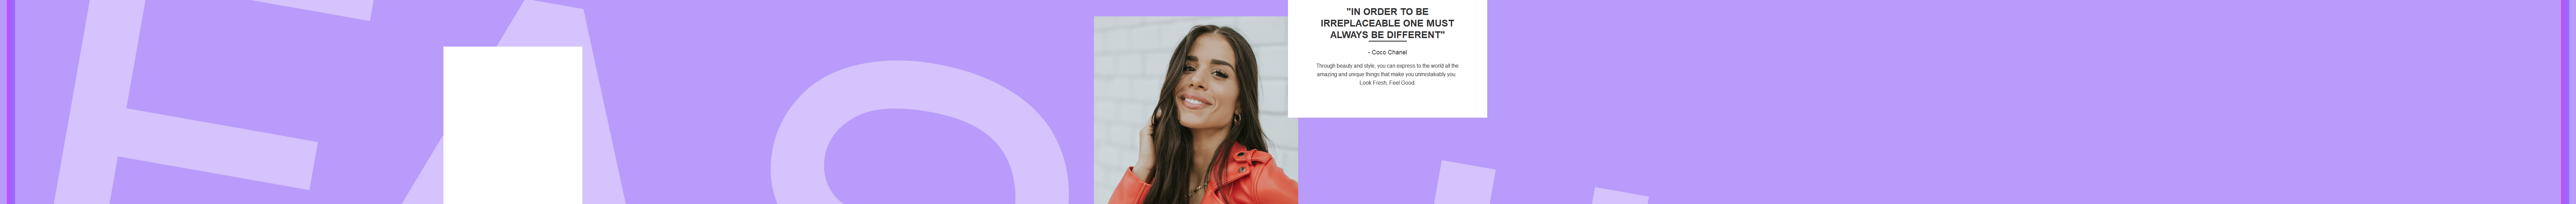 "IN ORDER TO BE
IRREPLACEABLE ONE MUST
ALWAYS BE DIFFERENT"
- Coco Chanel
Through beauty and style, you can express to the world all the
amazing and unique things that make you unmistakably you.
Look Fresh, Feel Good.